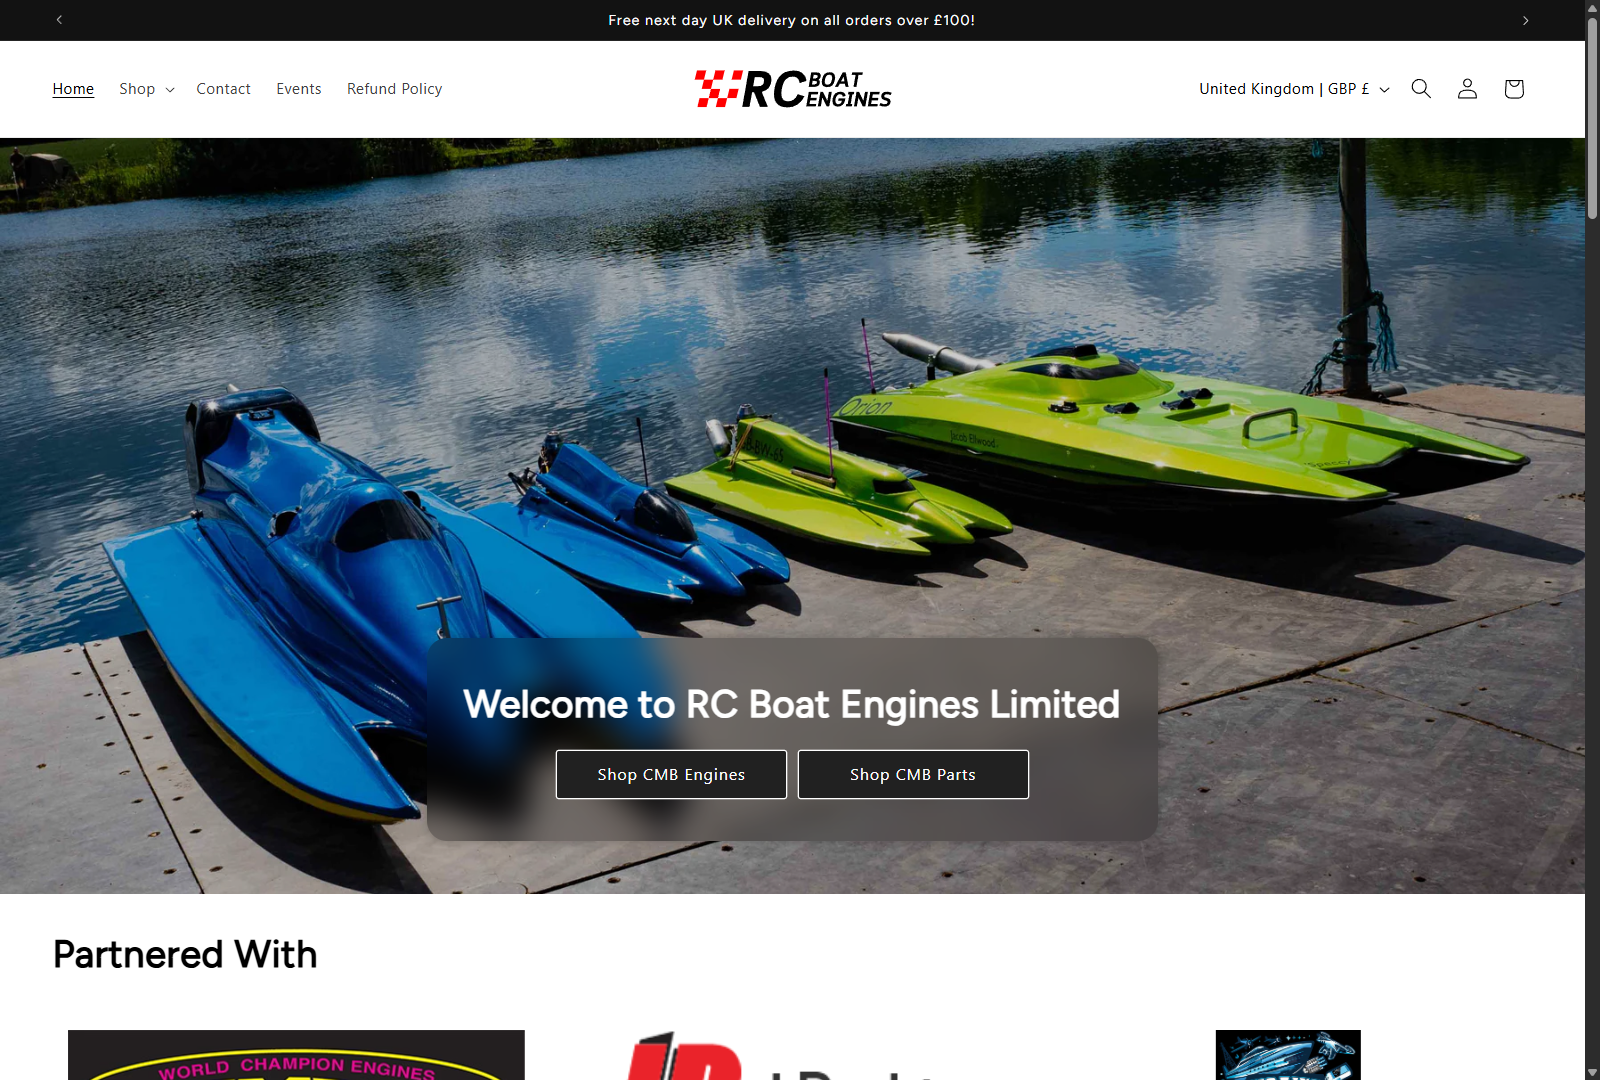 Free next day UK delivery on all orders over £100!
Home
Shop
Contact
Events
Refund Policy
RC BOAT ENGINES
United Kingdom | GBP £
Orion
Jacob Elwood
Welcome to RC Boat Engines Limited
Shop CMB Engines
Shop CMB Parts
Partnered With
WORLD CHAMPION ENGINES